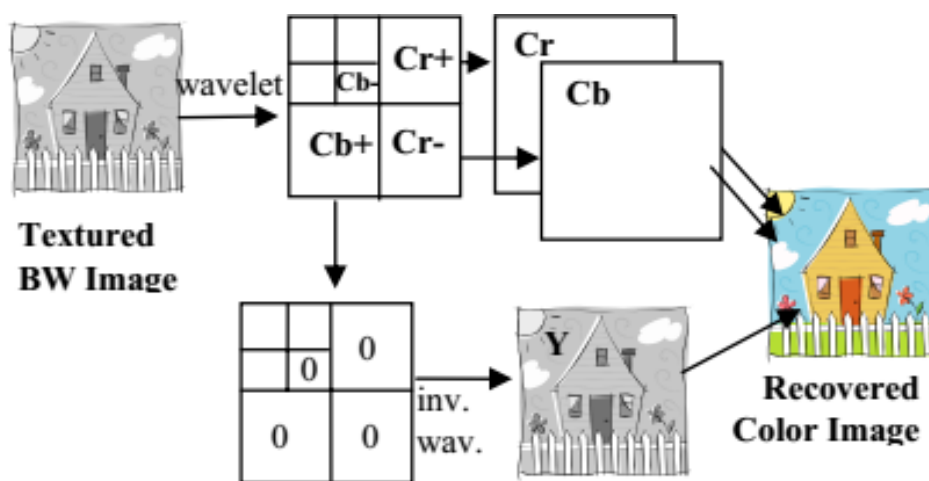 wavelet
Cr+
Cb-
Cb+ Cr-
Cr
Cb
Textured
BW Image
0
0
0 0
inv.
wav.
Y
Recovered
Color Image